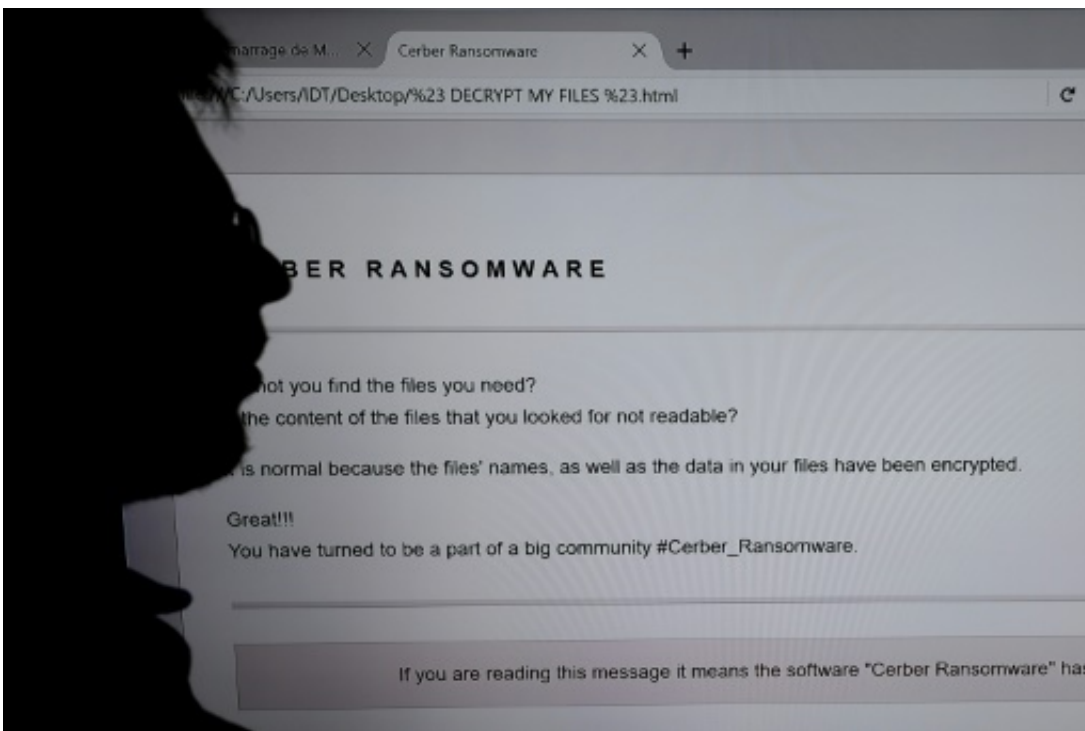 de M...
Cerber Ransomware
C:/Users/IDT/Desktop/%23 DECRYPT MY FILES %23.html
BER RANSOMWARE
not you find the files you need?
the content of the files that you looked for not readable?
is normal because the files' names, as well as the data in your files have been encrypted.
Great!!!
You have turned to be a part of a big community #Cerber_Ransomware.
If you are reading this message it means the software "Cerber Ransomware" has